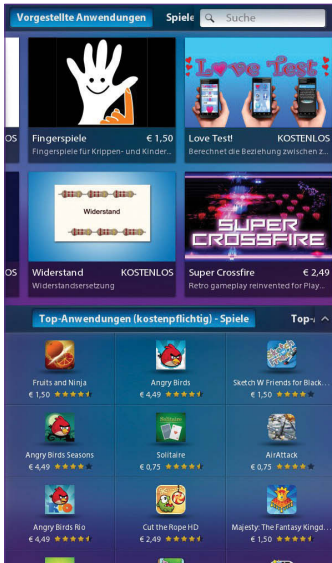 Vorgestellte Anwendungen Spiele Suche
OS Fingerspiele € 1,50 Love Test! KOSTENLOS
Fingerspiele für Krippen- und Kinder... Berechnet die Beziehung zwischen z...
Love Test
Widerstand
SUPER
CROSSFIRE
OS Widerstand KOSTENLOS Super Crossfire € 2,49
Widerstandsersetzung Retro gameplay reinvented for Play...
Top-Anwendungen (kostenpflichtig) - Spiele Top-
Solitaire
Fruits and Ninja Angry Birds Sketch W Friends for Black...
€ 1,50 € 4,49 € 1,50
Angry Birds Seasons Solitaire AirAttack
€ 4,49 € 0,75 € 0,75
Angry Birds Rio Cut the Rope HD Majesty: The Fantasy Kingd...
€ 4,49 € 2,49 € 1,50